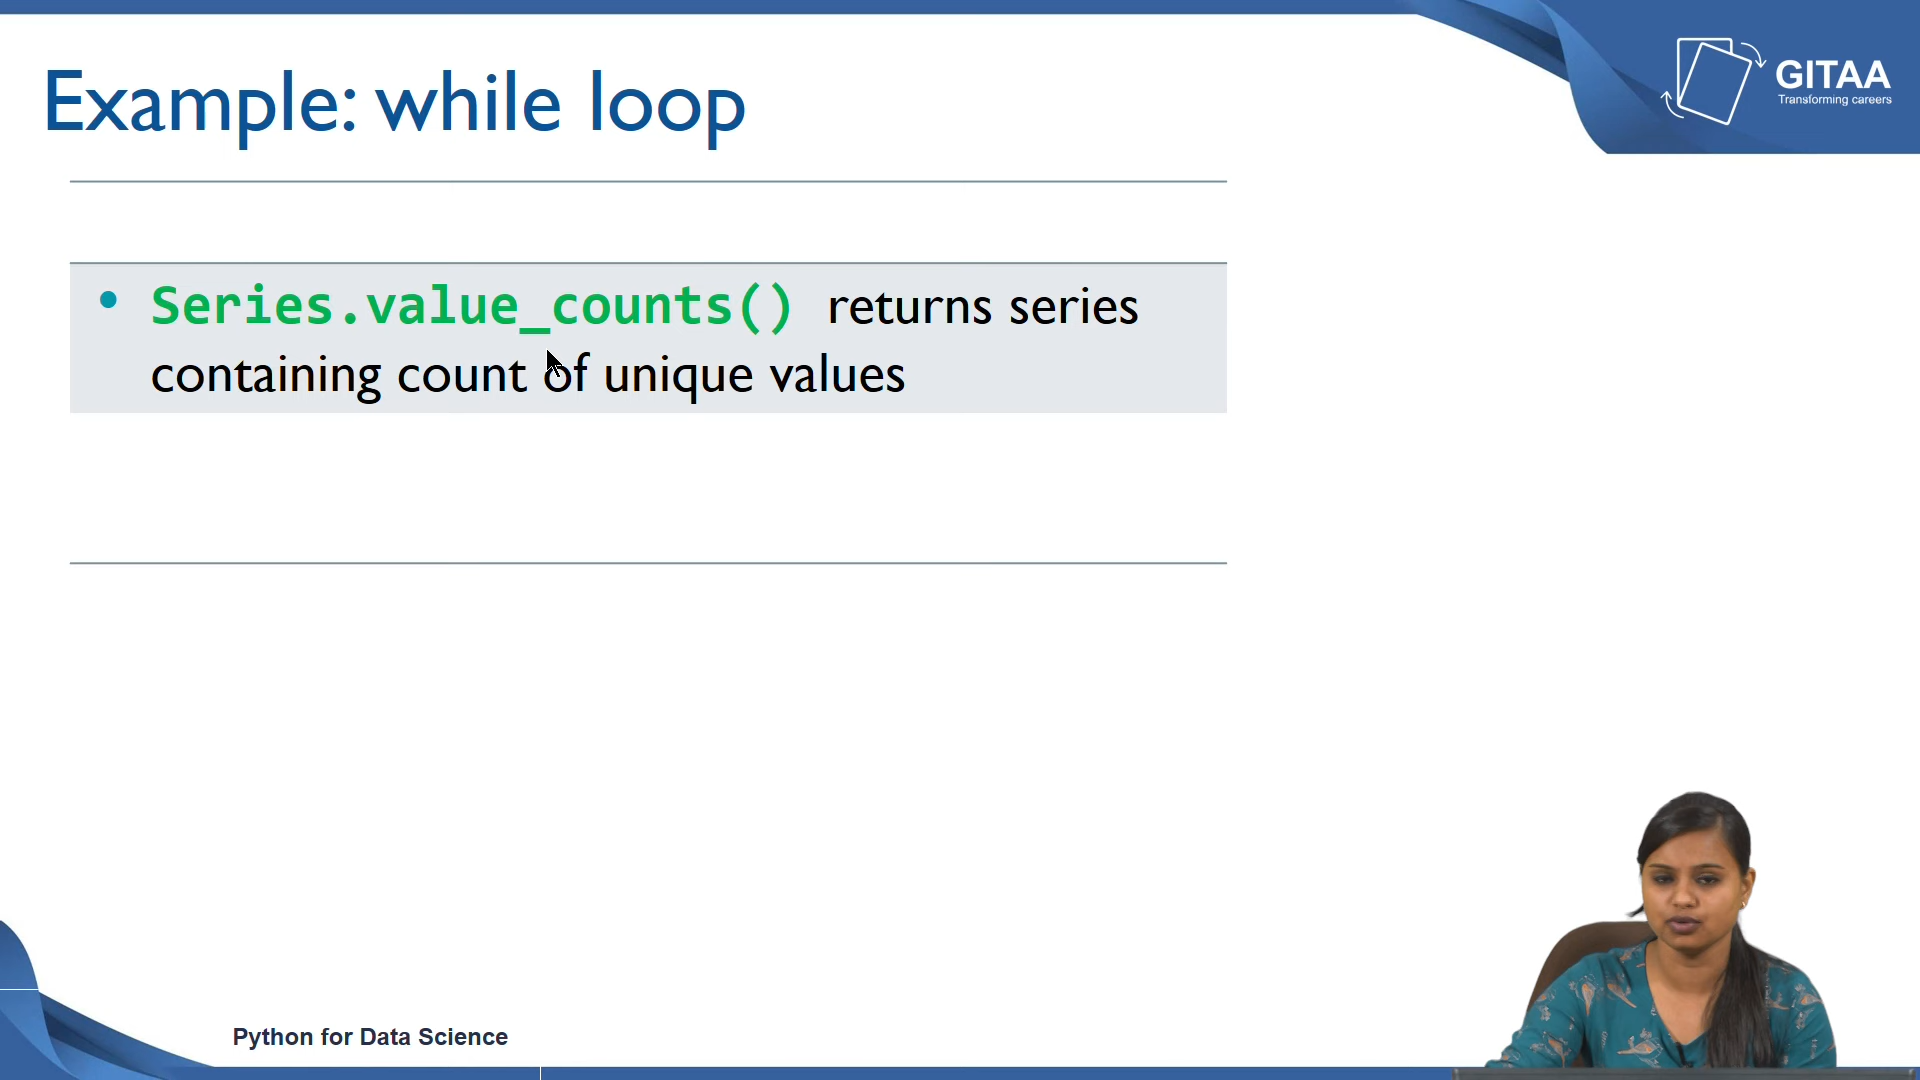 Example: while loop
GITAA
Transforming careers
• Series.value_counts() returns series
containing count of unique values
Python for Data Science